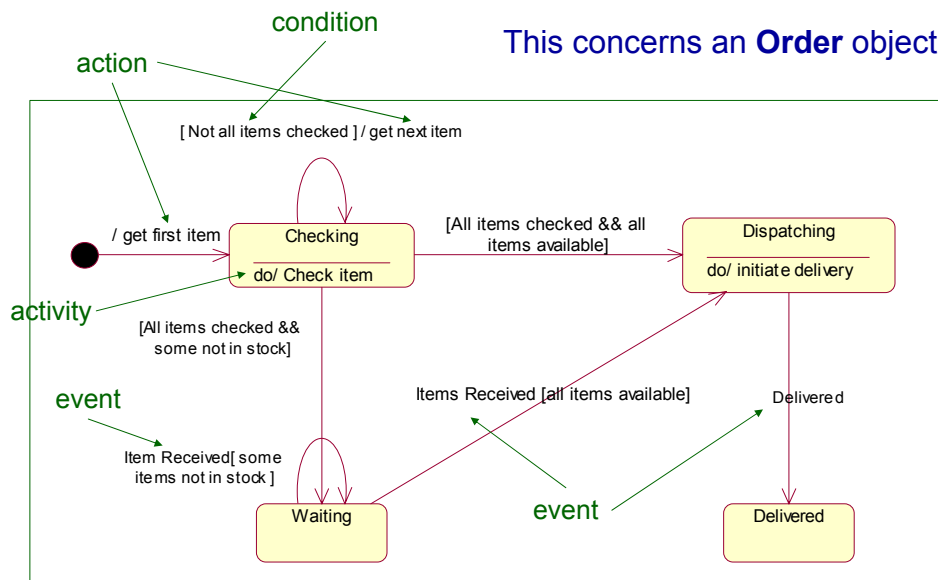 condition
This concerns an Order object
action
[ Not all items checked ] / get next item
/ get first item
Checking
do/ Check item
[All items checked && all
items available]
Dispatching
do/ initiate delivery
activity
[All items checked &&
some not in stock]
event
Item Received[ some
items not in stock ]
Items Received [all items available]
Delivered
event
Waiting
Delivered